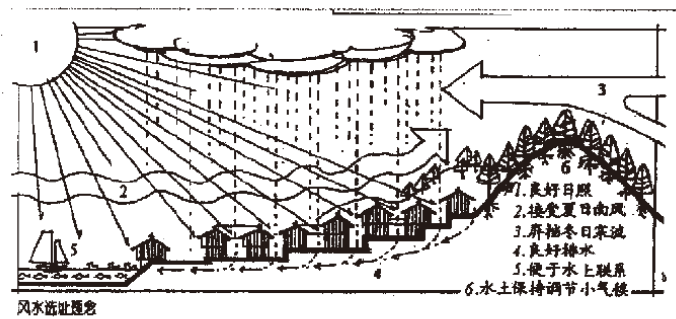 1
3
2
6
1.良好日照
2.接受夏日南风
3.弃挡冬日寒流
4.良好排水
5
5.便于水上联系
4
6.水土保持调节小气候
风水选址理念